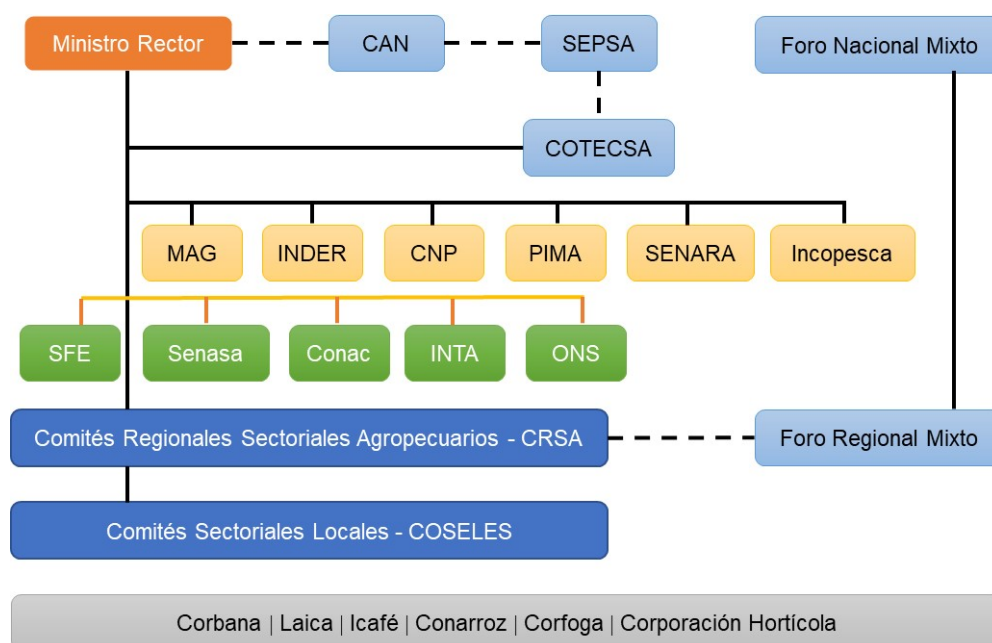 Ministro Rector
CAN
SEPSA
Foro Nacional Mixto
COTECSA
MAG
INDER
CNP
PIMA
SENARA
Incopesca
SFE
Senasa
Conac
INTA
ONS
Comités Regionales Sectoriales Agropecuarios - CRSA
Foro Regional Mixto
Comités Sectoriales Locales - COSELES
Corbana | Laica | Icafé | Conarroz | Corfoga | Corporación Hortícola